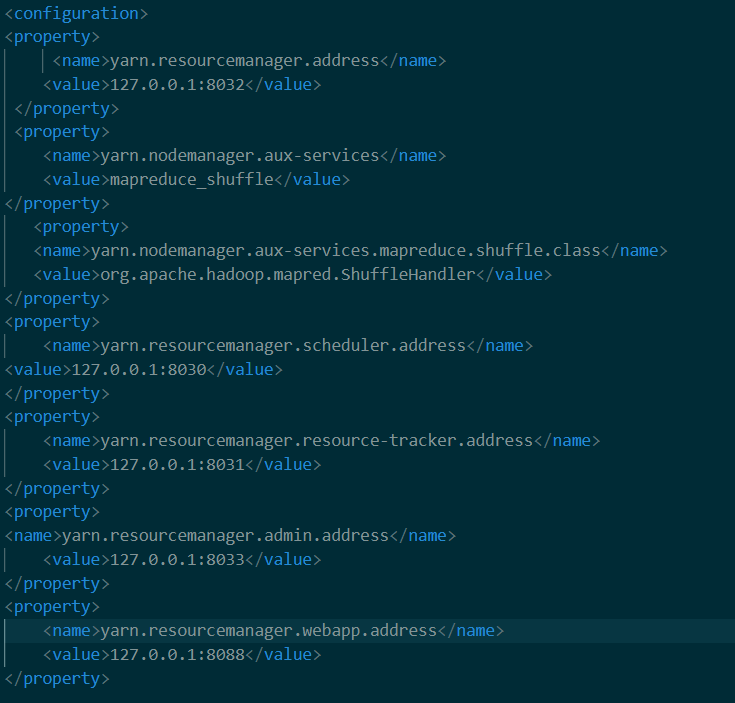 <configuration>
<property>
<name>yarn.resourcemanager.address</name>
<value>127.0.0.1:8032</value>
</property>
<property>
<name>yarn.nodemanager.aux-services</name>
<value>mapreduce_shuffle</value>
</property>
<property>
<name>yarn.nodemanager.aux-services.mapreduce.shuffle.class</name>
<value>org.apache.hadoop.mapred.ShuffleHandler</value>
</property>
<property>
<name>yarn.resourcemanager.scheduler.address</name>
<value>127.0.0.1:8030</value>
</property>
<property>
<name>yarn.resourcemanager.resource-tracker.address</name>
<value>127.0.0.1:8031</value>
</property>
<property>
<name>yarn.resourcemanager.admin.address</name>
<value>127.0.0.1:8033</value>
</property>
<property>
<name>yarn.resourcemanager.webapp.address</name>
<value>127.0.0.1:8088</value>
</property>